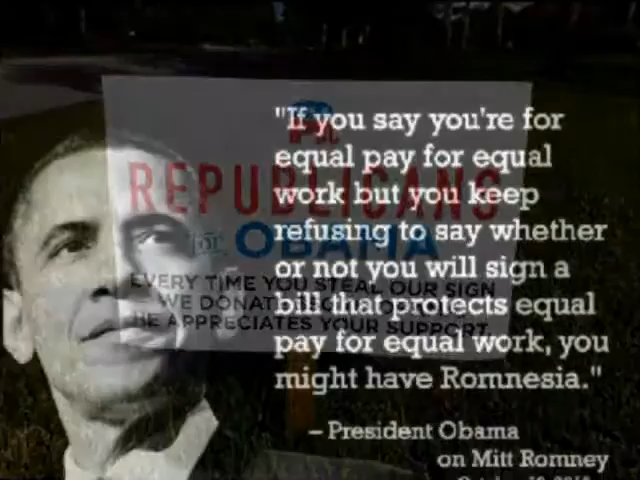 "If you say you're for
equal pay for equal
work but you keep
refusing to say whether
or not you will sign a
bill that protects equal
pay for equal work, you
might have Romnesia."
– President Obama
on Mitt Romney
REPUBLICANS
for OBAMA
EVERY TIME YOU STEAL OUR SIGN
WE DONATE
HE APPRECIATES YOUR SUPPORT.